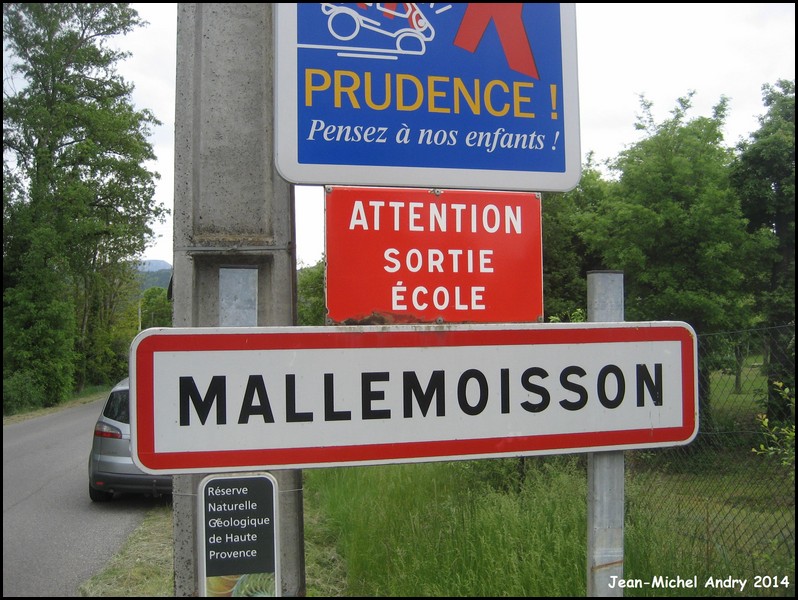 PRUDENCE !
Pensez à nos enfants !
ATTENTION
SORTIE
ÉCOLE
MALLEMOISSON
Réserve
Naturelle
Géologique
de Haute
Provence
Jean-Michel Andry 2014